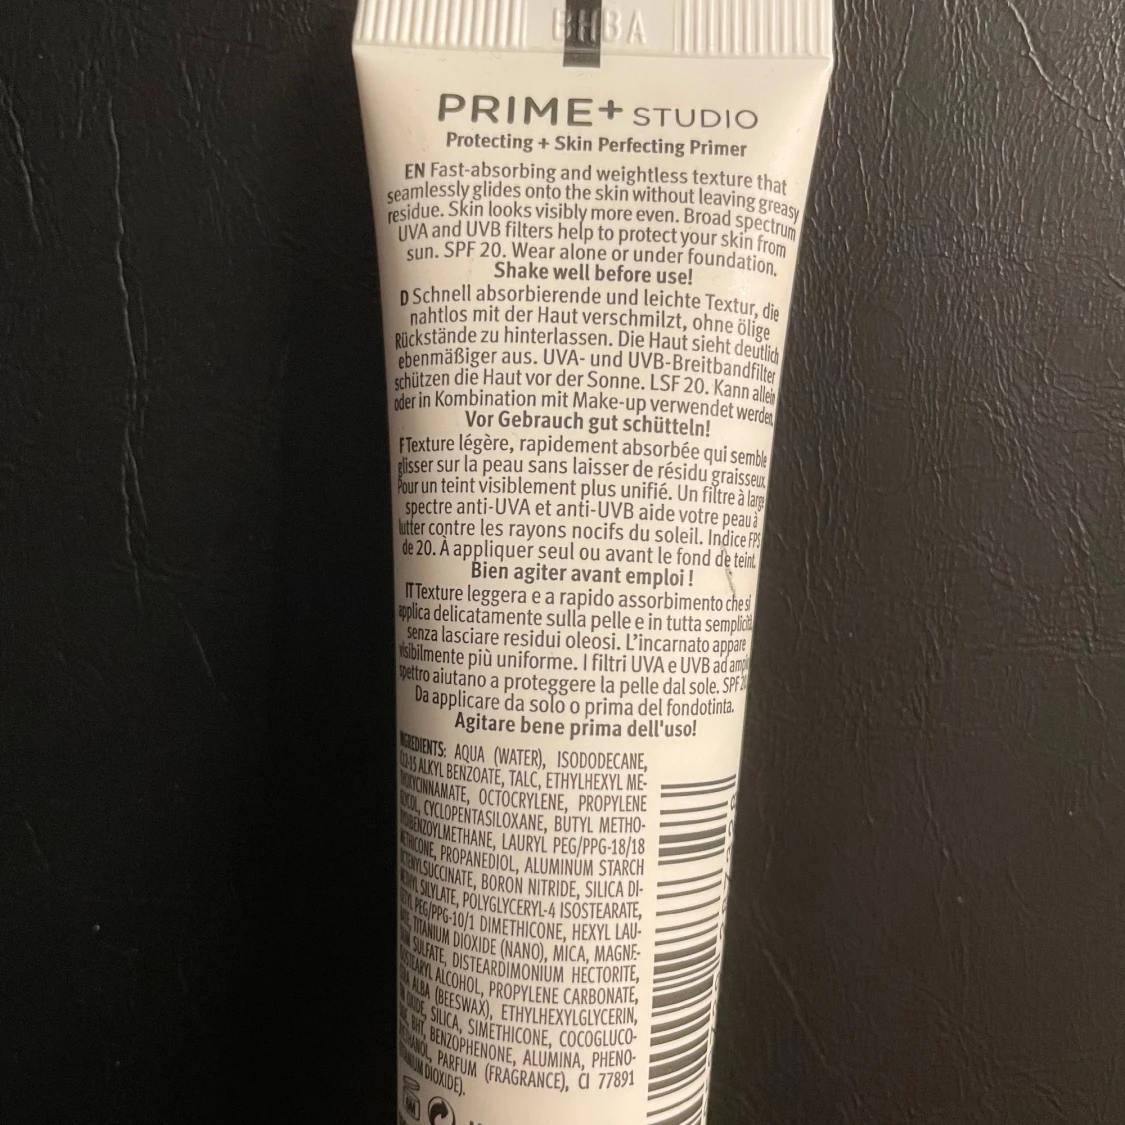 PRIME+ STUDIO
Protecting + Skin Perfecting Primer
EN Fast-absorbing and weightless texture that
seamlessly glides onto the skin without leaving greasy
residue. Skin looks visibly more even. Broad spectrum
UVA and UVB filters help to protect your skin from
sun. SPF 20. Wear alone or under foundation.
Shake well before use!
D Schnell absorbierende und leichte Textur, die
nahtlos mit der Haut verschmilzt, ohne ölige
Rückstände zu hinterlassen. Die Haut sieht deutlich
ebenmäßiger aus. UVA- und UVB-Breitbandfilter
schützen die Haut vor der Sonne. LSF 20. Kann allein
oder in Kombination mit Make-up verwendet werden.
Vor Gebrauch gut schütteln!
F Texture légère, rapidement absorbée qui semble
glisser sur la peau sans laisser de résidu graisseux.
Pour un teint visiblement plus unifié. Un filtre à large
spectre anti-UVA et anti-UVB aide votre peau à
lutter contre les rayons nocifs du soleil. Indice FPS
de 20. À appliquer seul ou avant le fond de teint.
Bien agiter avant emploi !
IT Texture leggera e a rapido assorbimento che si
applica delicatamente sulla pelle e in tutta semplicità,
senza lasciare residui oleosi. L'incarnato appare
visibilmente più uniforme. I filtri UVA e UVB ad ampio
spettro aiutano a proteggere la pelle dal sole. SPF 20.
Da applicare da solo o prima del fondotinta.
Agitare bene prima dell'uso!
INGREDIENTS: AQUA (WATER), ISODODECANE,
C12-15 ALKYL BENZOATE, TALC, ETHYLHEXYL ME-
THOXYCINNAMATE, OCTOCRYLENE, PROPYLENE
GLYCOL, CYCLOPENTASILOXANE, BUTYL METHO-
XYDIBENZOYLMETHANE, LAURYL PEG/PPG-18/18
METHICONE, PROPANEDIOL, ALUMINUM STARCH
OCTENYLSUCCINATE, BORON NITRIDE, SILICA DI-
METHYL SILYLATE, POLYGLYCERYL-4 ISOSTEARATE,
CETYL PEG/PPG-10/1 DIMETHICONE, HEXYL LAU-
RATE, TITANIUM DIOXIDE (NANO), MICA, MAGNE-
SIUM SULFATE, DISTEARDIMONIUM HECTORITE,
ISOSTEARYL ALCOHOL, PROPYLENE CARBONATE,
CERA ALBA (BEESWAX), ETHYLHEXYLGLYCERIN,
OXIDE, SILICA, SIMETHICONE, COCOGLUCO-
SIDE, BHT, BENZOPHENONE, ALUMINA, PHENO-
XYETHANOL, PARFUM (FRAGRANCE), CI 77891
(TITANIUM DIOXIDE).